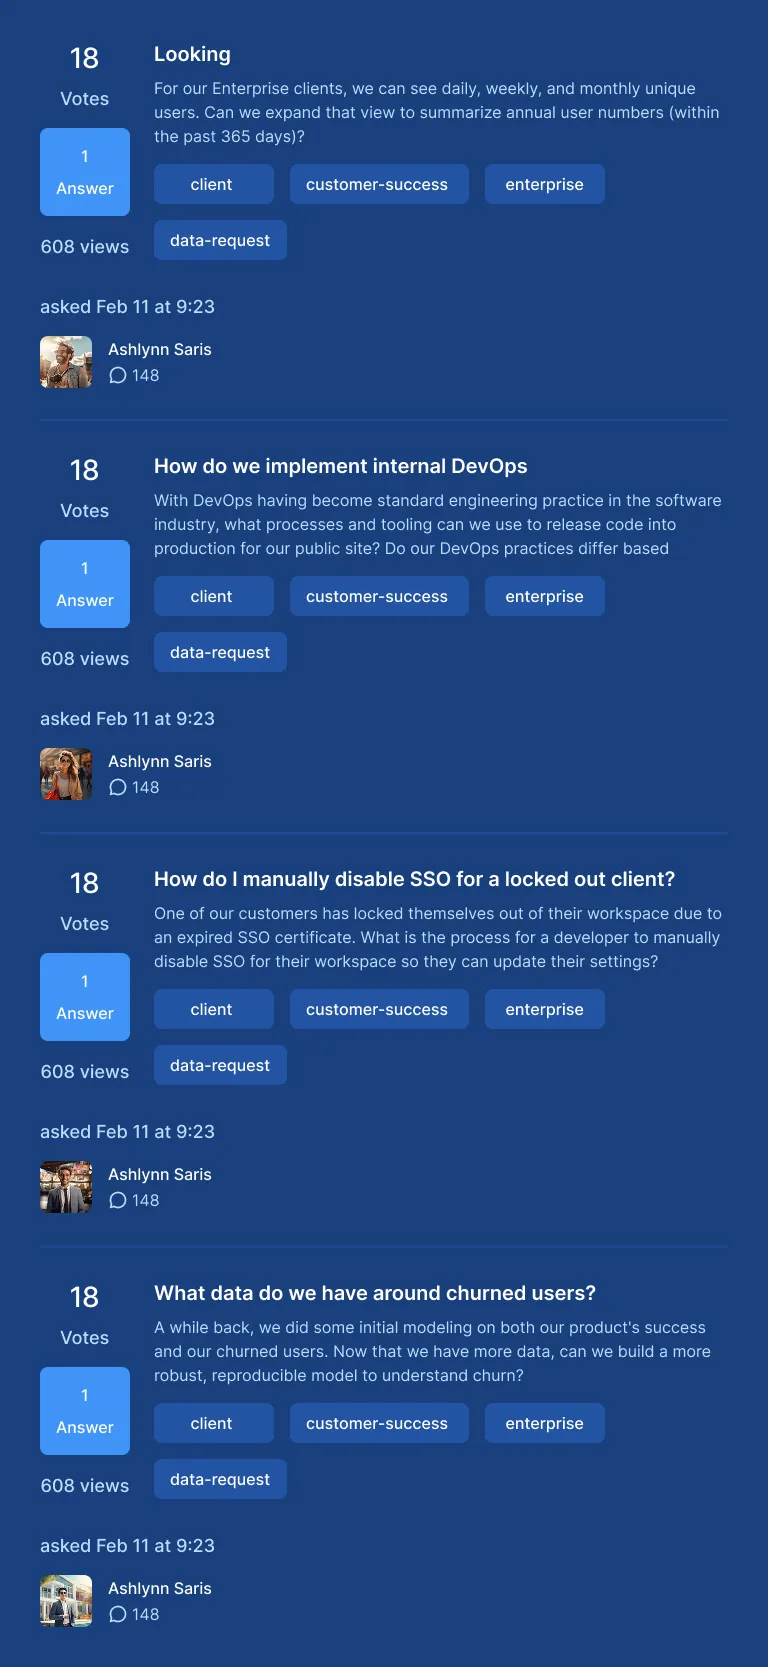 18
Votes
1
Answer
608 views
Looking
For our Enterprise clients, we can see daily, weekly, and monthly unique
users. Can we expand that view to summarize annual user numbers (within
the past 365 days)?
client customer-success enterprise
data-request
asked Feb 11 at 9:23
Ashlynn Saris
148
18
Votes
1
Answer
608 views
How do we implement internal DevOps
With DevOps having become standard engineering practice in the software
industry, what processes and tooling can we use to release code into
production for our public site? Do our DevOps practices differ based
client customer-success enterprise
data-request
asked Feb 11 at 9:23
Ashlynn Saris
148
18
Votes
1
Answer
608 views
How do I manually disable SSO for a locked out client?
One of our customers has locked themselves out of their workspace due to
an expired SSO certificate. What is the process for a developer to manually
disable SSO for their workspace so they can update their settings?
client customer-success enterprise
data-request
asked Feb 11 at 9:23
Ashlynn Saris
148
18
Votes
1
Answer
608 views
What data do we have around churned users?
A while back, we did some initial modeling on both our product's success
and our churned users. Now that we have more data, can we build a more
robust, reproducible model to understand churn?
client customer-success enterprise
data-request
asked Feb 11 at 9:23
Ashlynn Saris
148